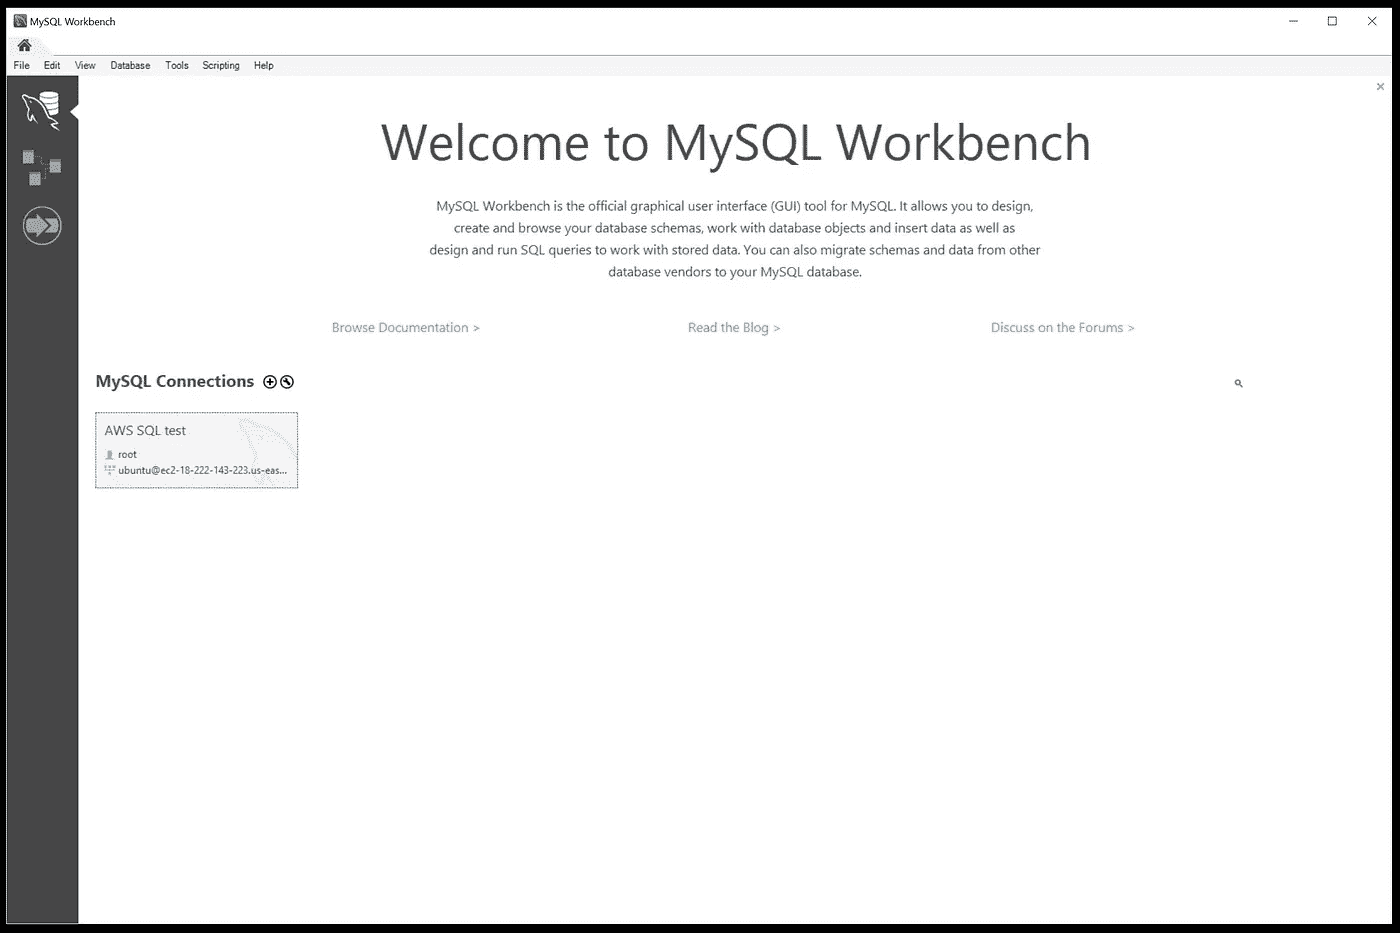 MySQL Workbench
File Edit View Database Tools Scripting Help
Welcome to MySQL Workbench
MySQL Workbench is the official graphical user interface (GUI) tool for MySQL. It allows you to design,
create and browse your database schemas, work with database objects and insert data as well as
design and run SQL queries to work with stored data. You can also migrate schemas and data from other
database vendors to your MySQL database.
Browse Documentation >
Read the Blog >
Discuss on the Forums >
MySQL Connections
AWS SQL test
root
ubuntu@ec2-18-222-143-223.us-eas...